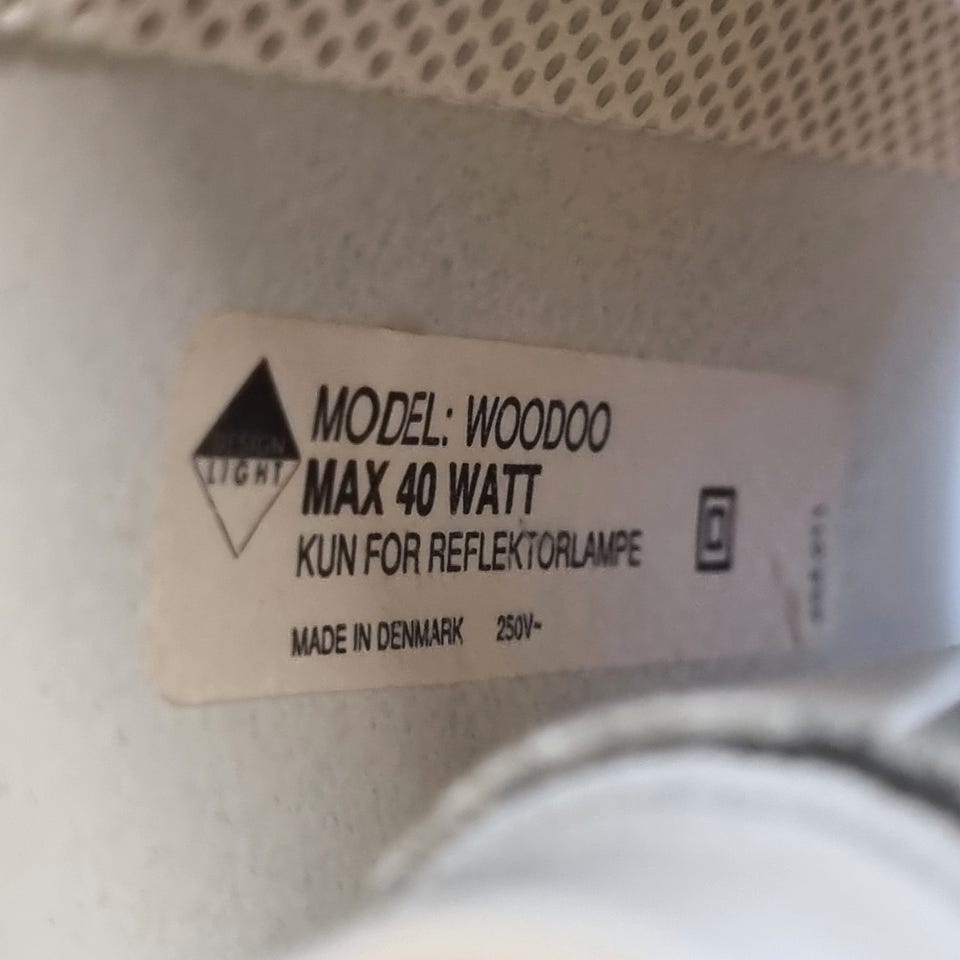 DESIGN
LIGHT
MODEL: WOODOO
MAX 40 WATT
KUN FOR REFLEKTORLAMPE
MADE IN DENMARK 250V~